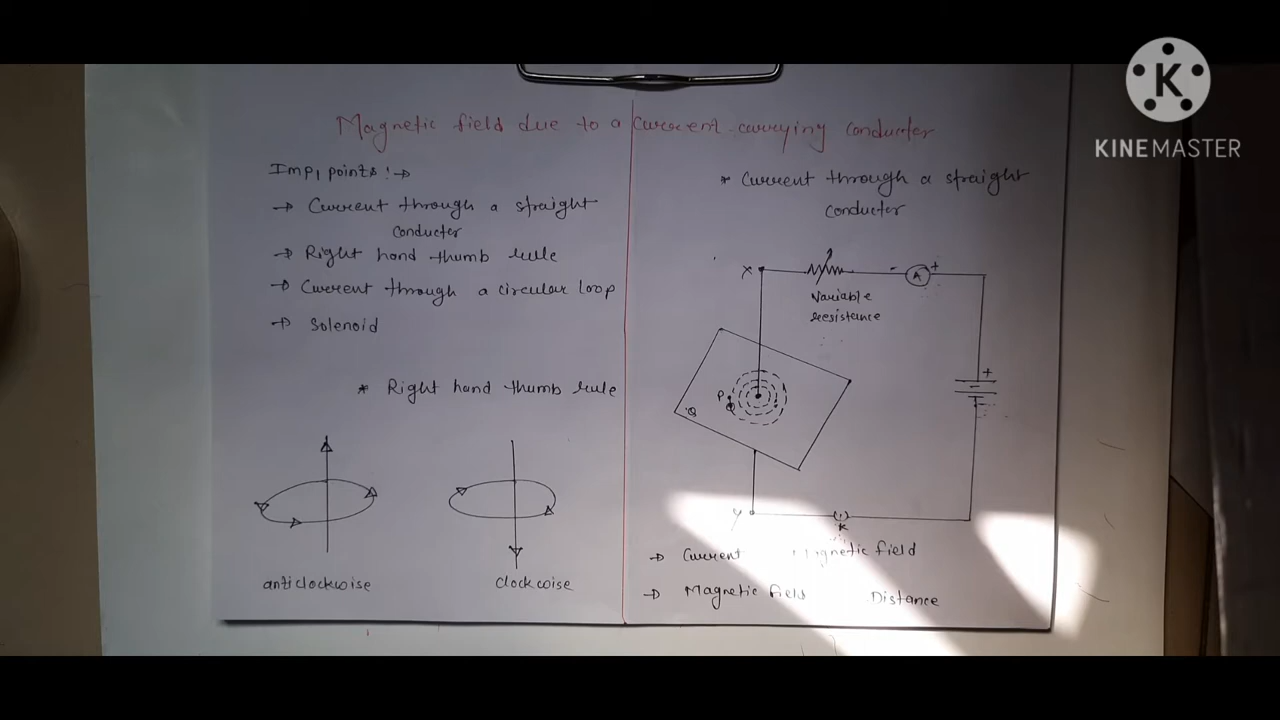 Magnetic field due to a current carrying conductor
Imp, points :→
→ Current through a straight
conductor
→ Right hand thumb rule
→ Current through a circular loop
→ Solenoid
* Right hand thumb rule
anticlockwise
clockwise
* Current through a straight
conductor
X
Variable
resistance
- A +
+
-
P
Q
Y
K
→ Current Magnetic field
→ Magnetic field Distance
K
KINEMASTER